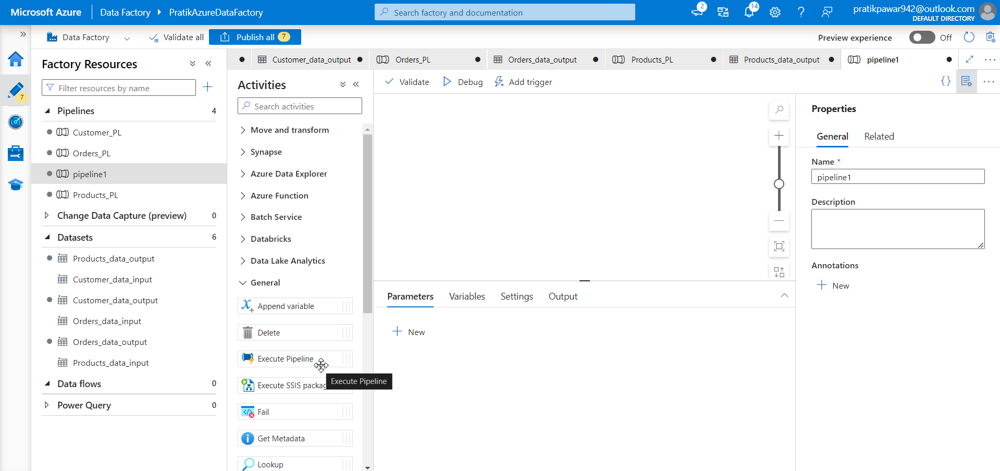 Microsoft Azure
Data Factory
PratikAzureDataFactory
Search factory and documentation
2
14
pratikpawar942@outlook.com
DEFAULT DIRECTORY
Data Factory
Validate all
Publish all 7
Preview experience
Off
7
Factory Resources
Filter resources by name
Pipelines 4
Customer_PL
Orders_PL
pipeline1
Products_PL
Change Data Capture (preview) 0
Datasets 6
Products_data_output
Customer_data_input
Customer_data_output
Orders_data_input
Orders_data_output
Products_data_input
Data flows 0
Power Query 0
Customer_data_output
Orders_PL
Orders_data_output
Products_PL
Products_data_output
pipeline1
Activities
Search activities
Move and transform
Synapse
Azure Data Explorer
Azure Function
Batch Service
Databricks
Data Lake Analytics
General
Append variable
Delete
Execute Pipeline
Execute SSIS packag
Execute Pipeline
Fail
Get Metadata
Lookup
Validate
Debug
Add trigger
Parameters
Variables
Settings
Output
New
Properties
General
Related
Name *
pipeline1
Description
Annotations
New